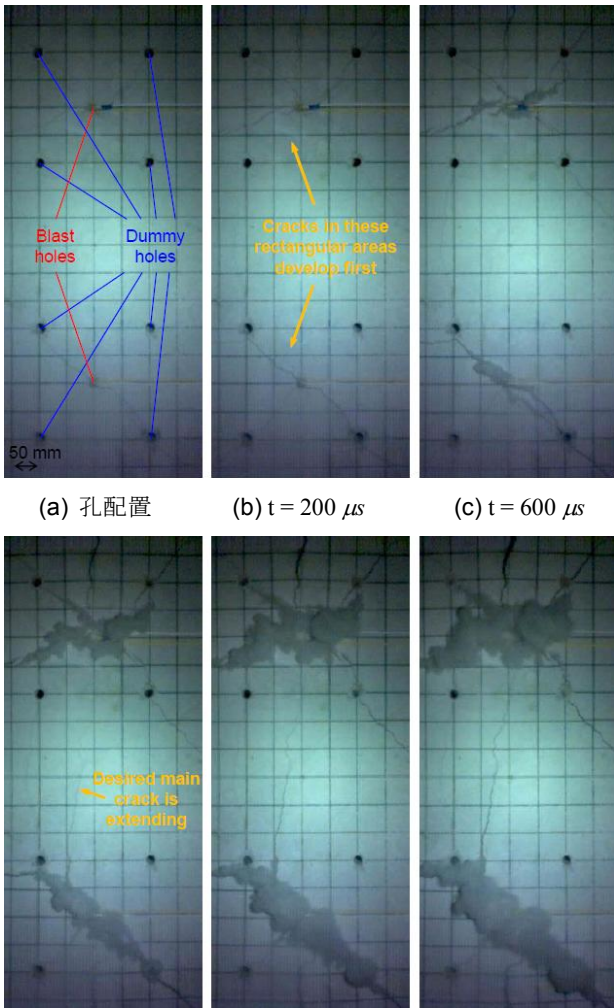 Blast
holes
Dummy
holes
50 mm
Cracks in these
rectangular areas
develop first
(a) 孔配置
(b) t = 200 μs
(c) t = 600 μs
Desired main
crack is
extending